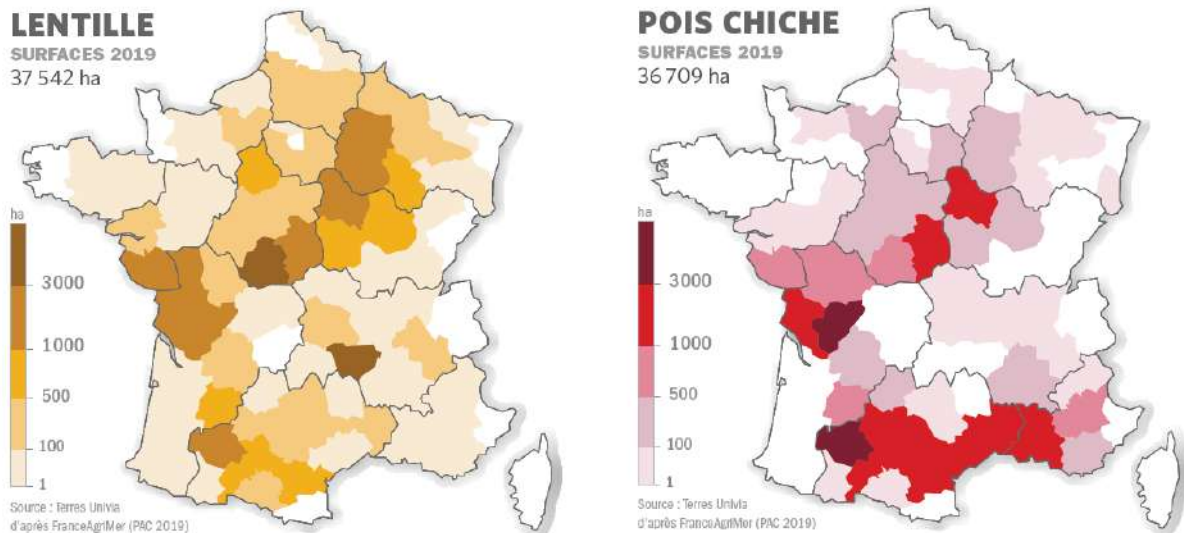 LENTILLE
SURFACES 2019
37 542 ha
ha
3000
1000
500
100
1
Source : Terres Univia
d'après FranceAgriMer (PAC 2019)
POIS CHICHE
SURFACES 2019
36 709 ha
ha
3000
1000
500
100
1
Source : Terres Univia
d'après FranceAgriMer (PAC 2019)